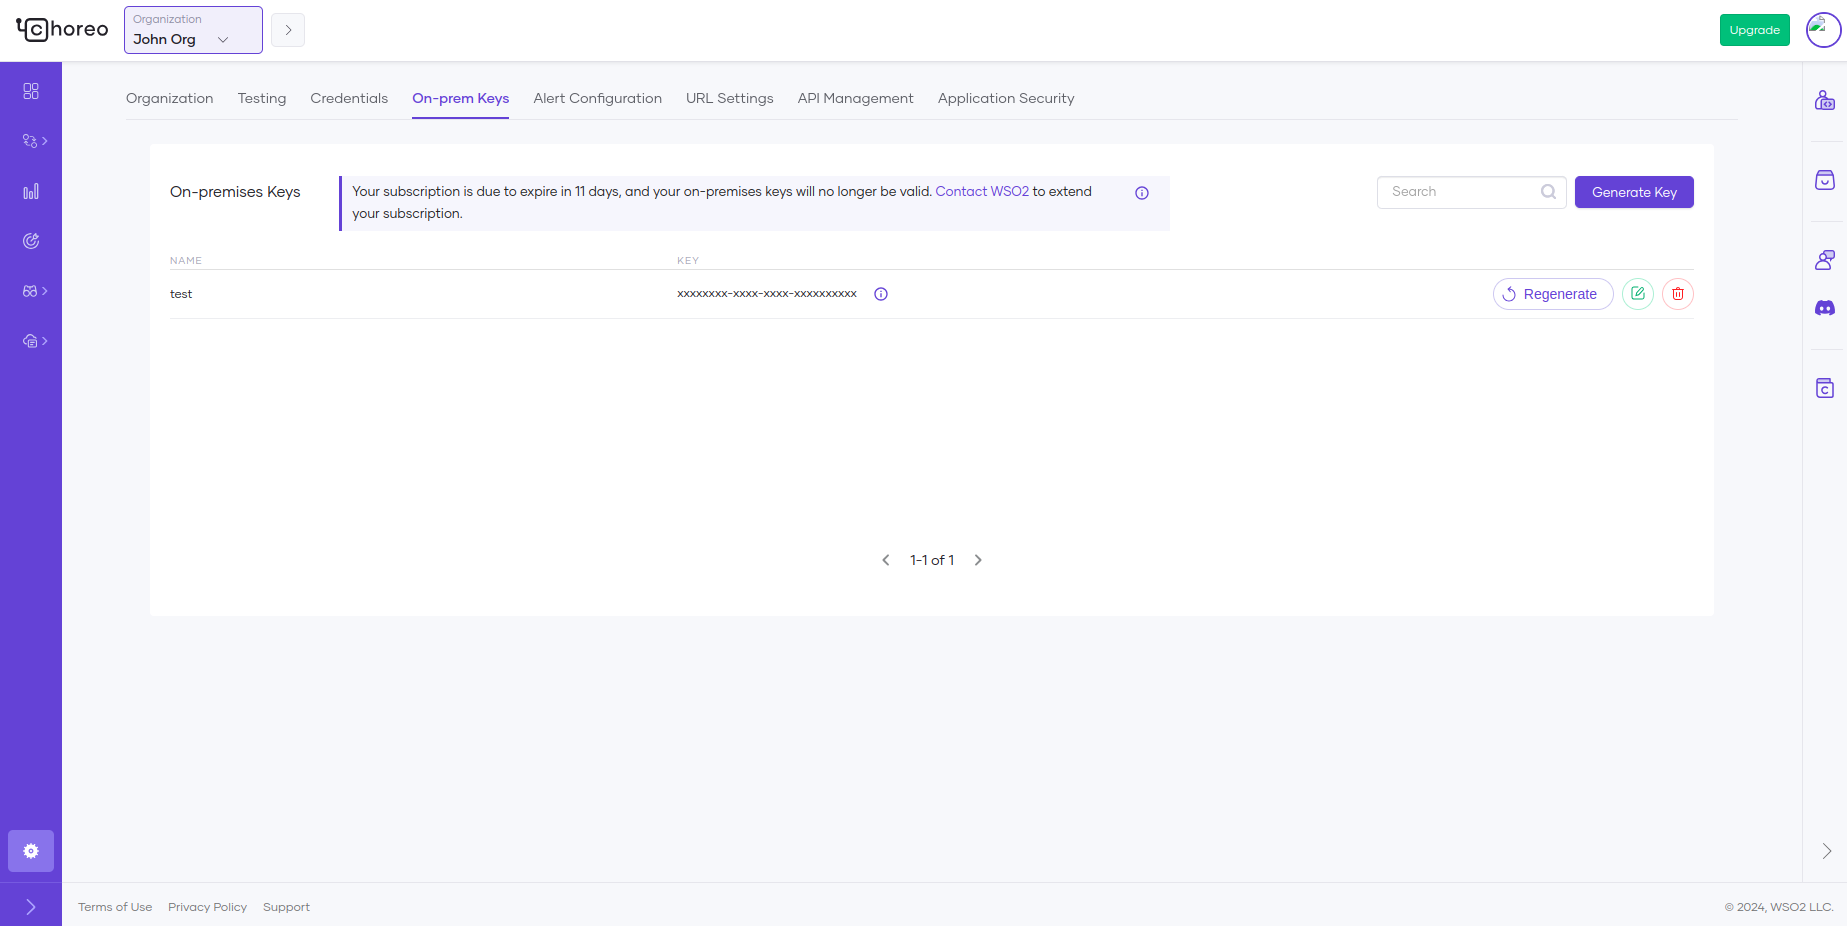 Choreo
Organization
John Org
Upgrade
Organization Testing Credentials On-prem Keys Alert Configuration URL Settings API Management Application Security
On-premises Keys
Your subscription is due to expire in 11 days, and your on-premises keys will no longer be valid. Contact WSO2 to extend
your subscription.
Search
Generate Key
NAME KEY
test xxxxxxxx-xxxx-xxxx-xxxxxxxxxx Regenerate
1-1 of 1
Terms of Use Privacy Policy Support © 2024, WSO2 LLC.